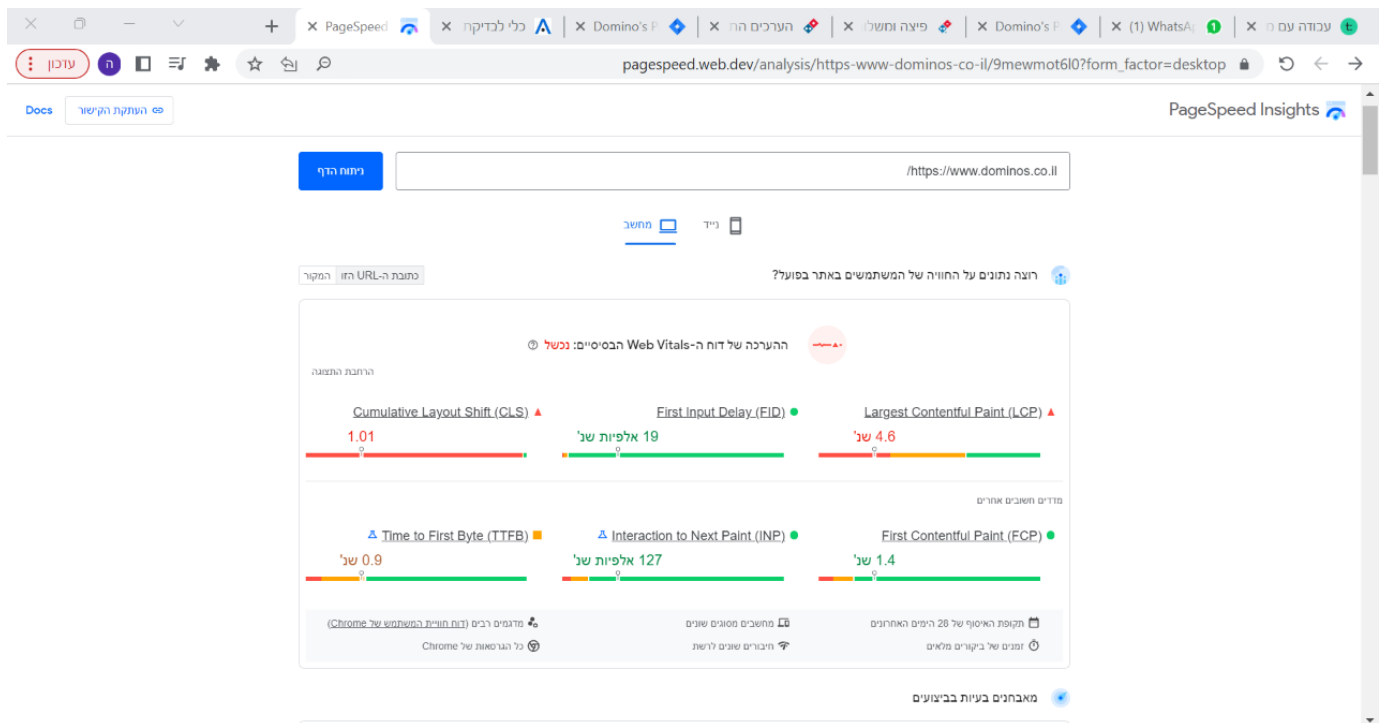 עבודה עם
(1) WhatsAp
Domino's P
פיצה ומשלו
הערכים הת
Domino's P
כלי לבדיקת
PageSpeed
עדכון
ה
pagespeed.web.dev/analysis/https-www-dominos-co-il/9mewmot6l0?form_factor=desktop
PageSpeed Insights
העתקת הקישור
Docs
https://www.dominos.co.il/
ניתוח הדף
נייד
מחשב
רוצה נתונים על החוויה של המשתמשים באתר בפועל?
כתובת ה-URL הזו
המקור
ההערכה של דוח ה-Web Vitals הבסיסיים: נכשל
הרחבת התצוגה
Largest Contentful Paint (LCP)
4.6 שנ'
First Input Delay (FID)
19 אלפיות שנ'
Cumulative Layout Shift (CLS)
1.01
מדדים חשובים אחרים
First Contentful Paint (FCP)
1.4 שנ'
Interaction to Next Paint (INP)
127 אלפיות שנ'
Time to First Byte (TTFB)
0.9 שנ'
תקופת האיסוף של 28 הימים האחרונים
מחשבים מסוגים שונים
מדגמים רבים (דוח חוויית המשתמש של Chrome)
זמנים של ביקורים מלאים
חיבורים שונים לרשת
כל הגרסאות של Chrome
מאבחנים בעיות בביצועים